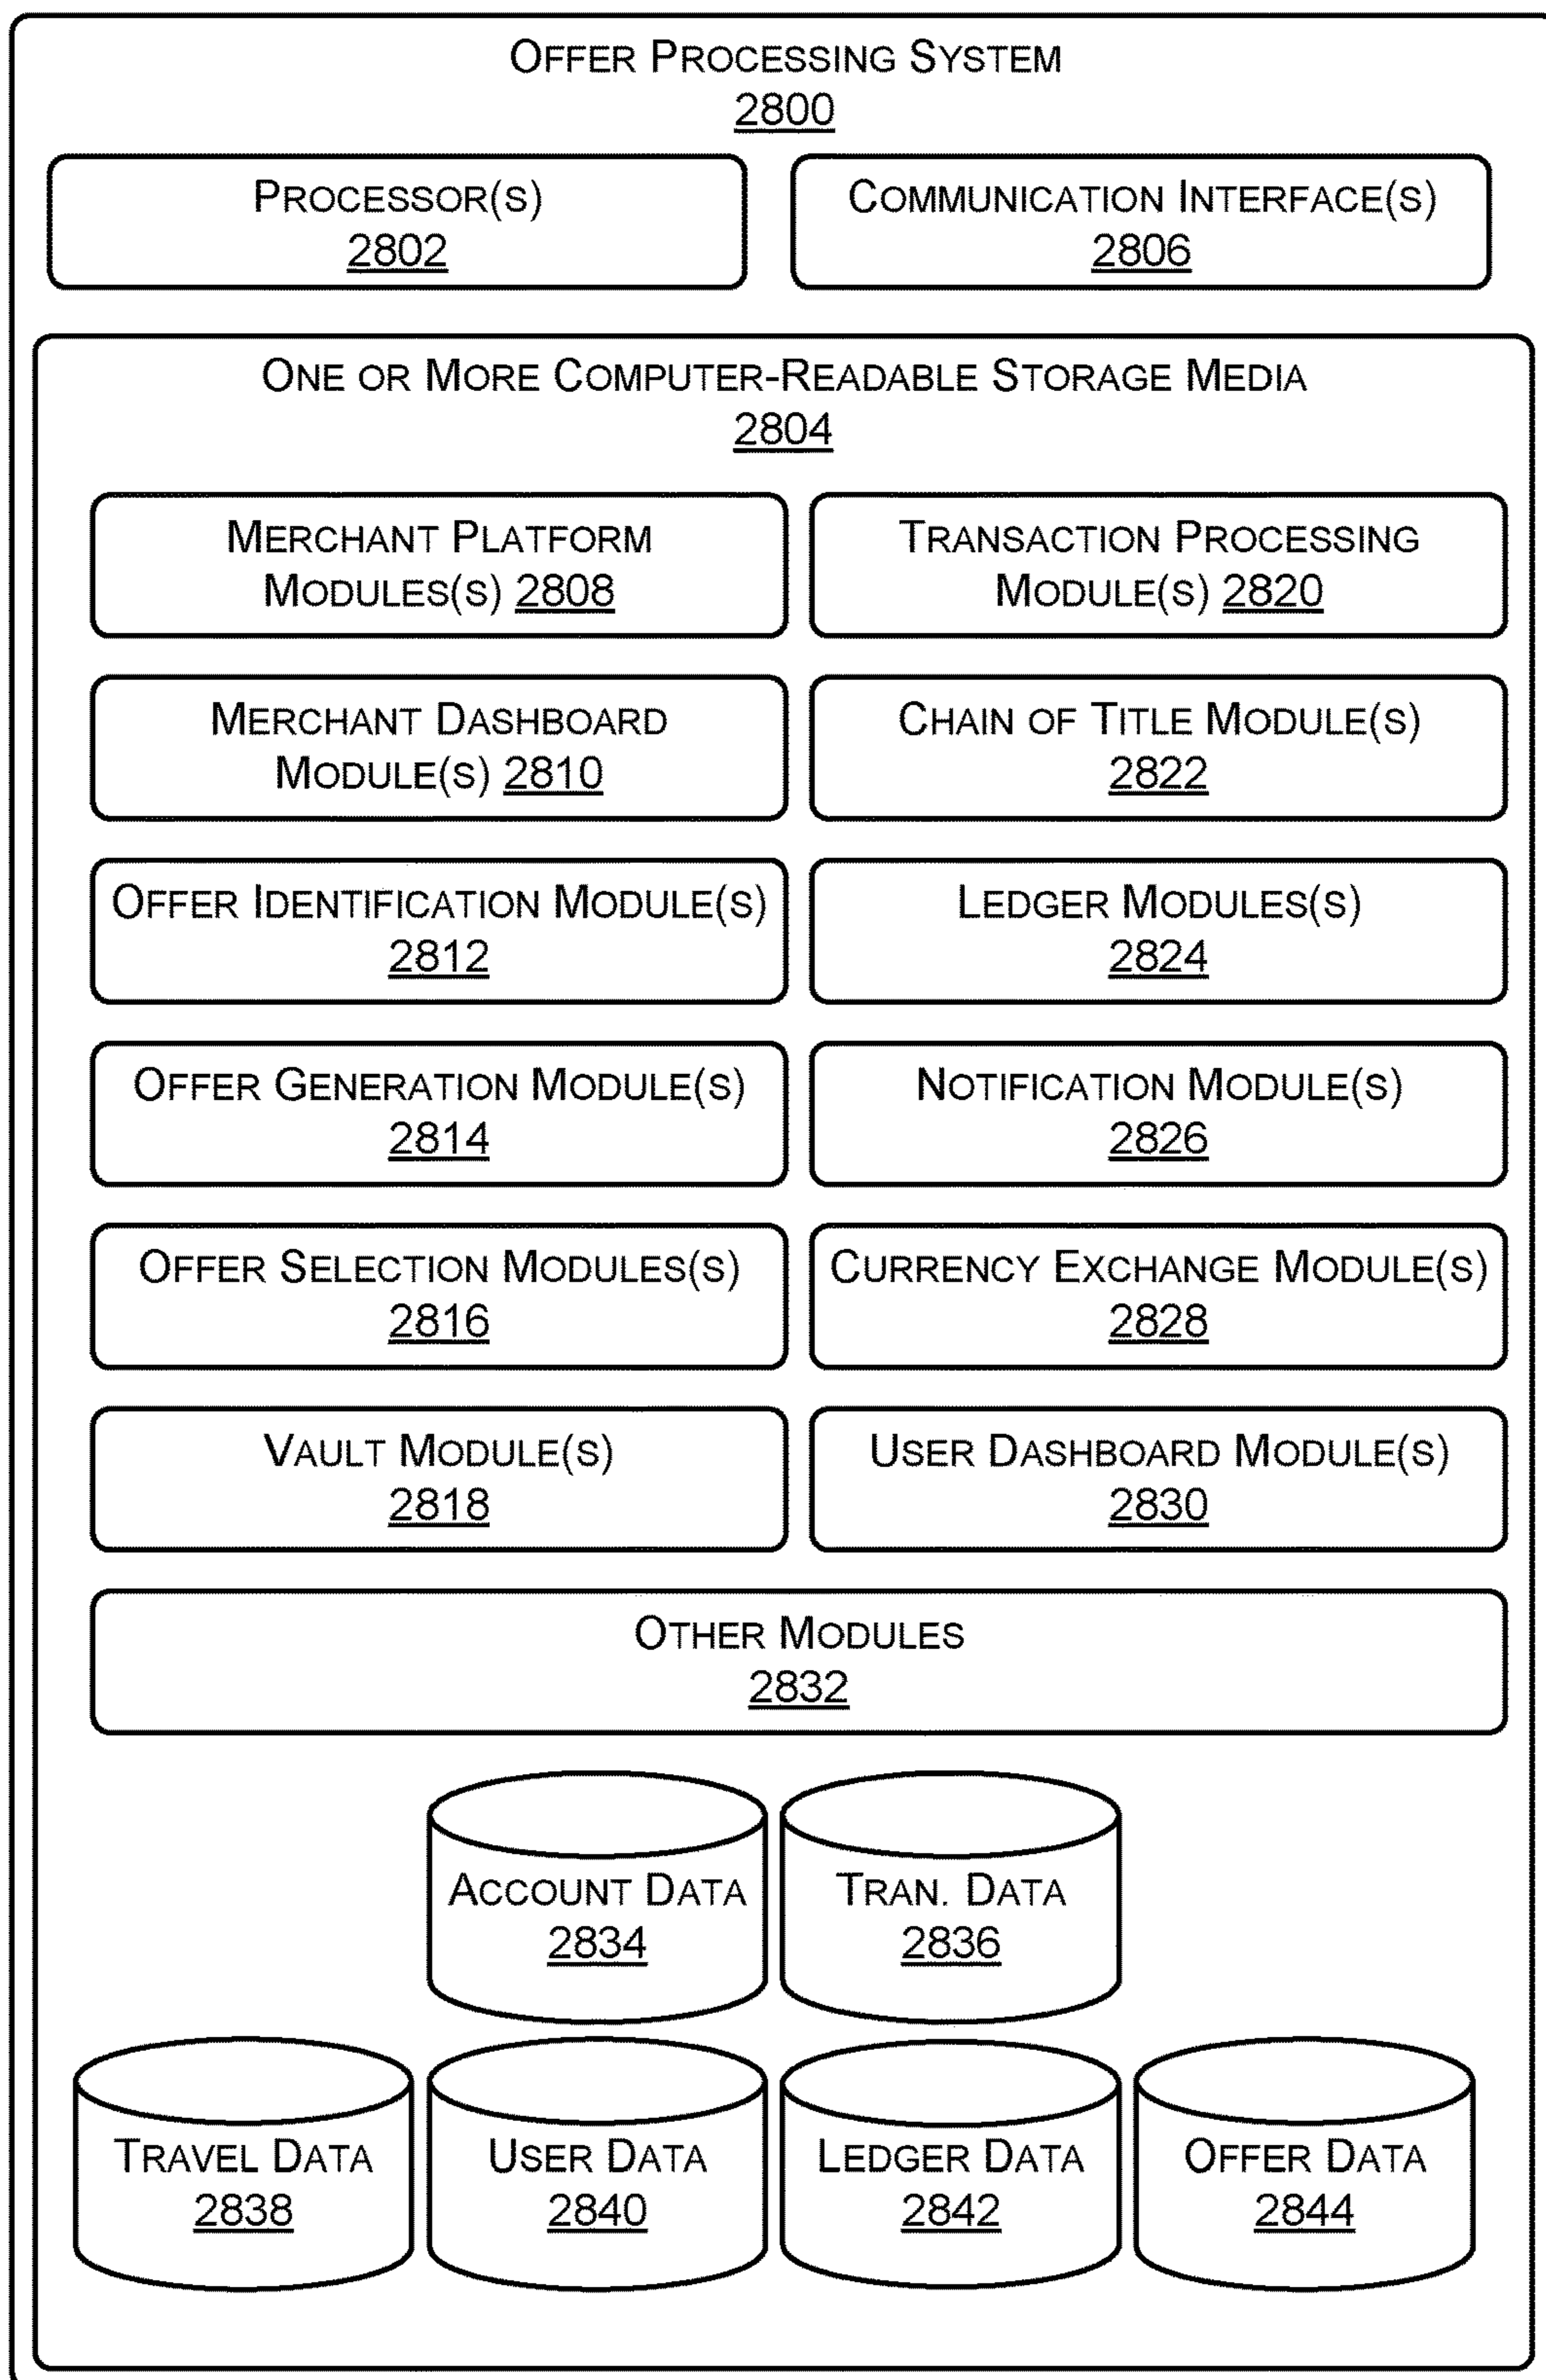 OFFER PROCESSING SYSTEM
2800
PROCESSOR(S)
2802
COMMUNICATION INTERFACE(S)
2806
ONE OR MORE COMPUTER-READABLE STORAGE MEDIA
2804
MERCHANT PLATFORM
MODULES(S) 2808
TRANSACTION PROCESSING
MODULE(S) 2820
MERCHANT DASHBOARD
MODULE(S) 2810
CHAIN OF TITLE MODULE(S)
2822
OFFER IDENTIFICATION MODULE(S)
2812
LEDGER MODULES(S)
2824
OFFER GENERATION MODULE(S)
2814
NOTIFICATION MODULE(S)
2826
OFFER SELECTION MODULES(S)
2816
CURRENCY EXCHANGE MODULE(S)
2828
VAULT MODULE(S)
2818
USER DASHBOARD MODULE(S)
2830
OTHER MODULES
2832
ACCOUNT DATA
2834
TRAN. DATA
2836
TRAVEL DATA
2838
USER DATA
2840
LEDGER DATA
2842
OFFER DATA
2844